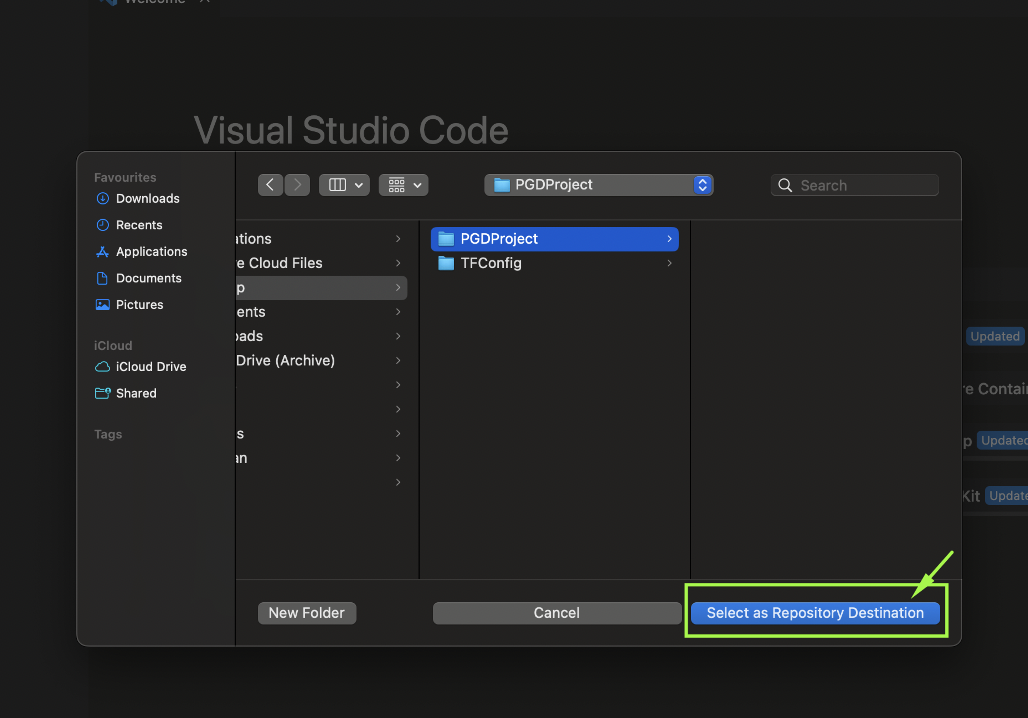 Welcome
Visual Studio Code
Favourites
Downloads
Recents
Applications
Documents
Pictures
iCloud
iCloud Drive
Shared
Tags
PGDProject
Search
ations
e Cloud Files
p
ents
oads
Drive (Archive)
s
an
PGDProject
TFConfig
Updated
re Contai
p Updated
Kit Update
New Folder
Cancel
Select as Repository Destination